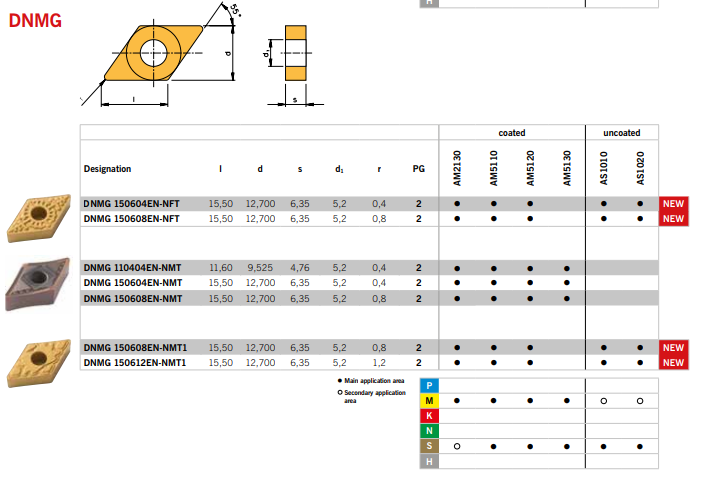 H
DNMG
55°
d
d₁
l
s
coated uncoated
Designation l d s d₁ r PG AM2130 AM5110 AM5120 AM5130 AS1010 AS1020
DNMG 150604EN-NFT 15,50 12,700 6,35 5,2 0,4 2 ● ● ● ● ● NEW
DNMG 150608EN-NFT 15,50 12,700 6,35 5,2 0,8 2 ● ● ● ● ● NEW
DNMG 110404EN-NMT 11,60 9,525 4,76 5,2 0,4 2 ● ● ● ●
DNMG 150604EN-NMT 15,50 12,700 6,35 5,2 0,4 2 ● ● ● ●
DNMG 150608EN-NMT 15,50 12,700 6,35 5,2 0,8 2 ● ● ● ●
DNMG 150608EN-NMT1 15,50 12,700 6,35 5,2 0,8 2 ● ● ● ● ● NEW
DNMG 150612EN-NMT1 15,50 12,700 6,35 5,2 1,2 2 ● ● ● ● ● NEW
● Main application area
○ Secondary application
area
P
M ● ● ● ● ○ ○
K
N
S ○ ● ● ● ● ●
H